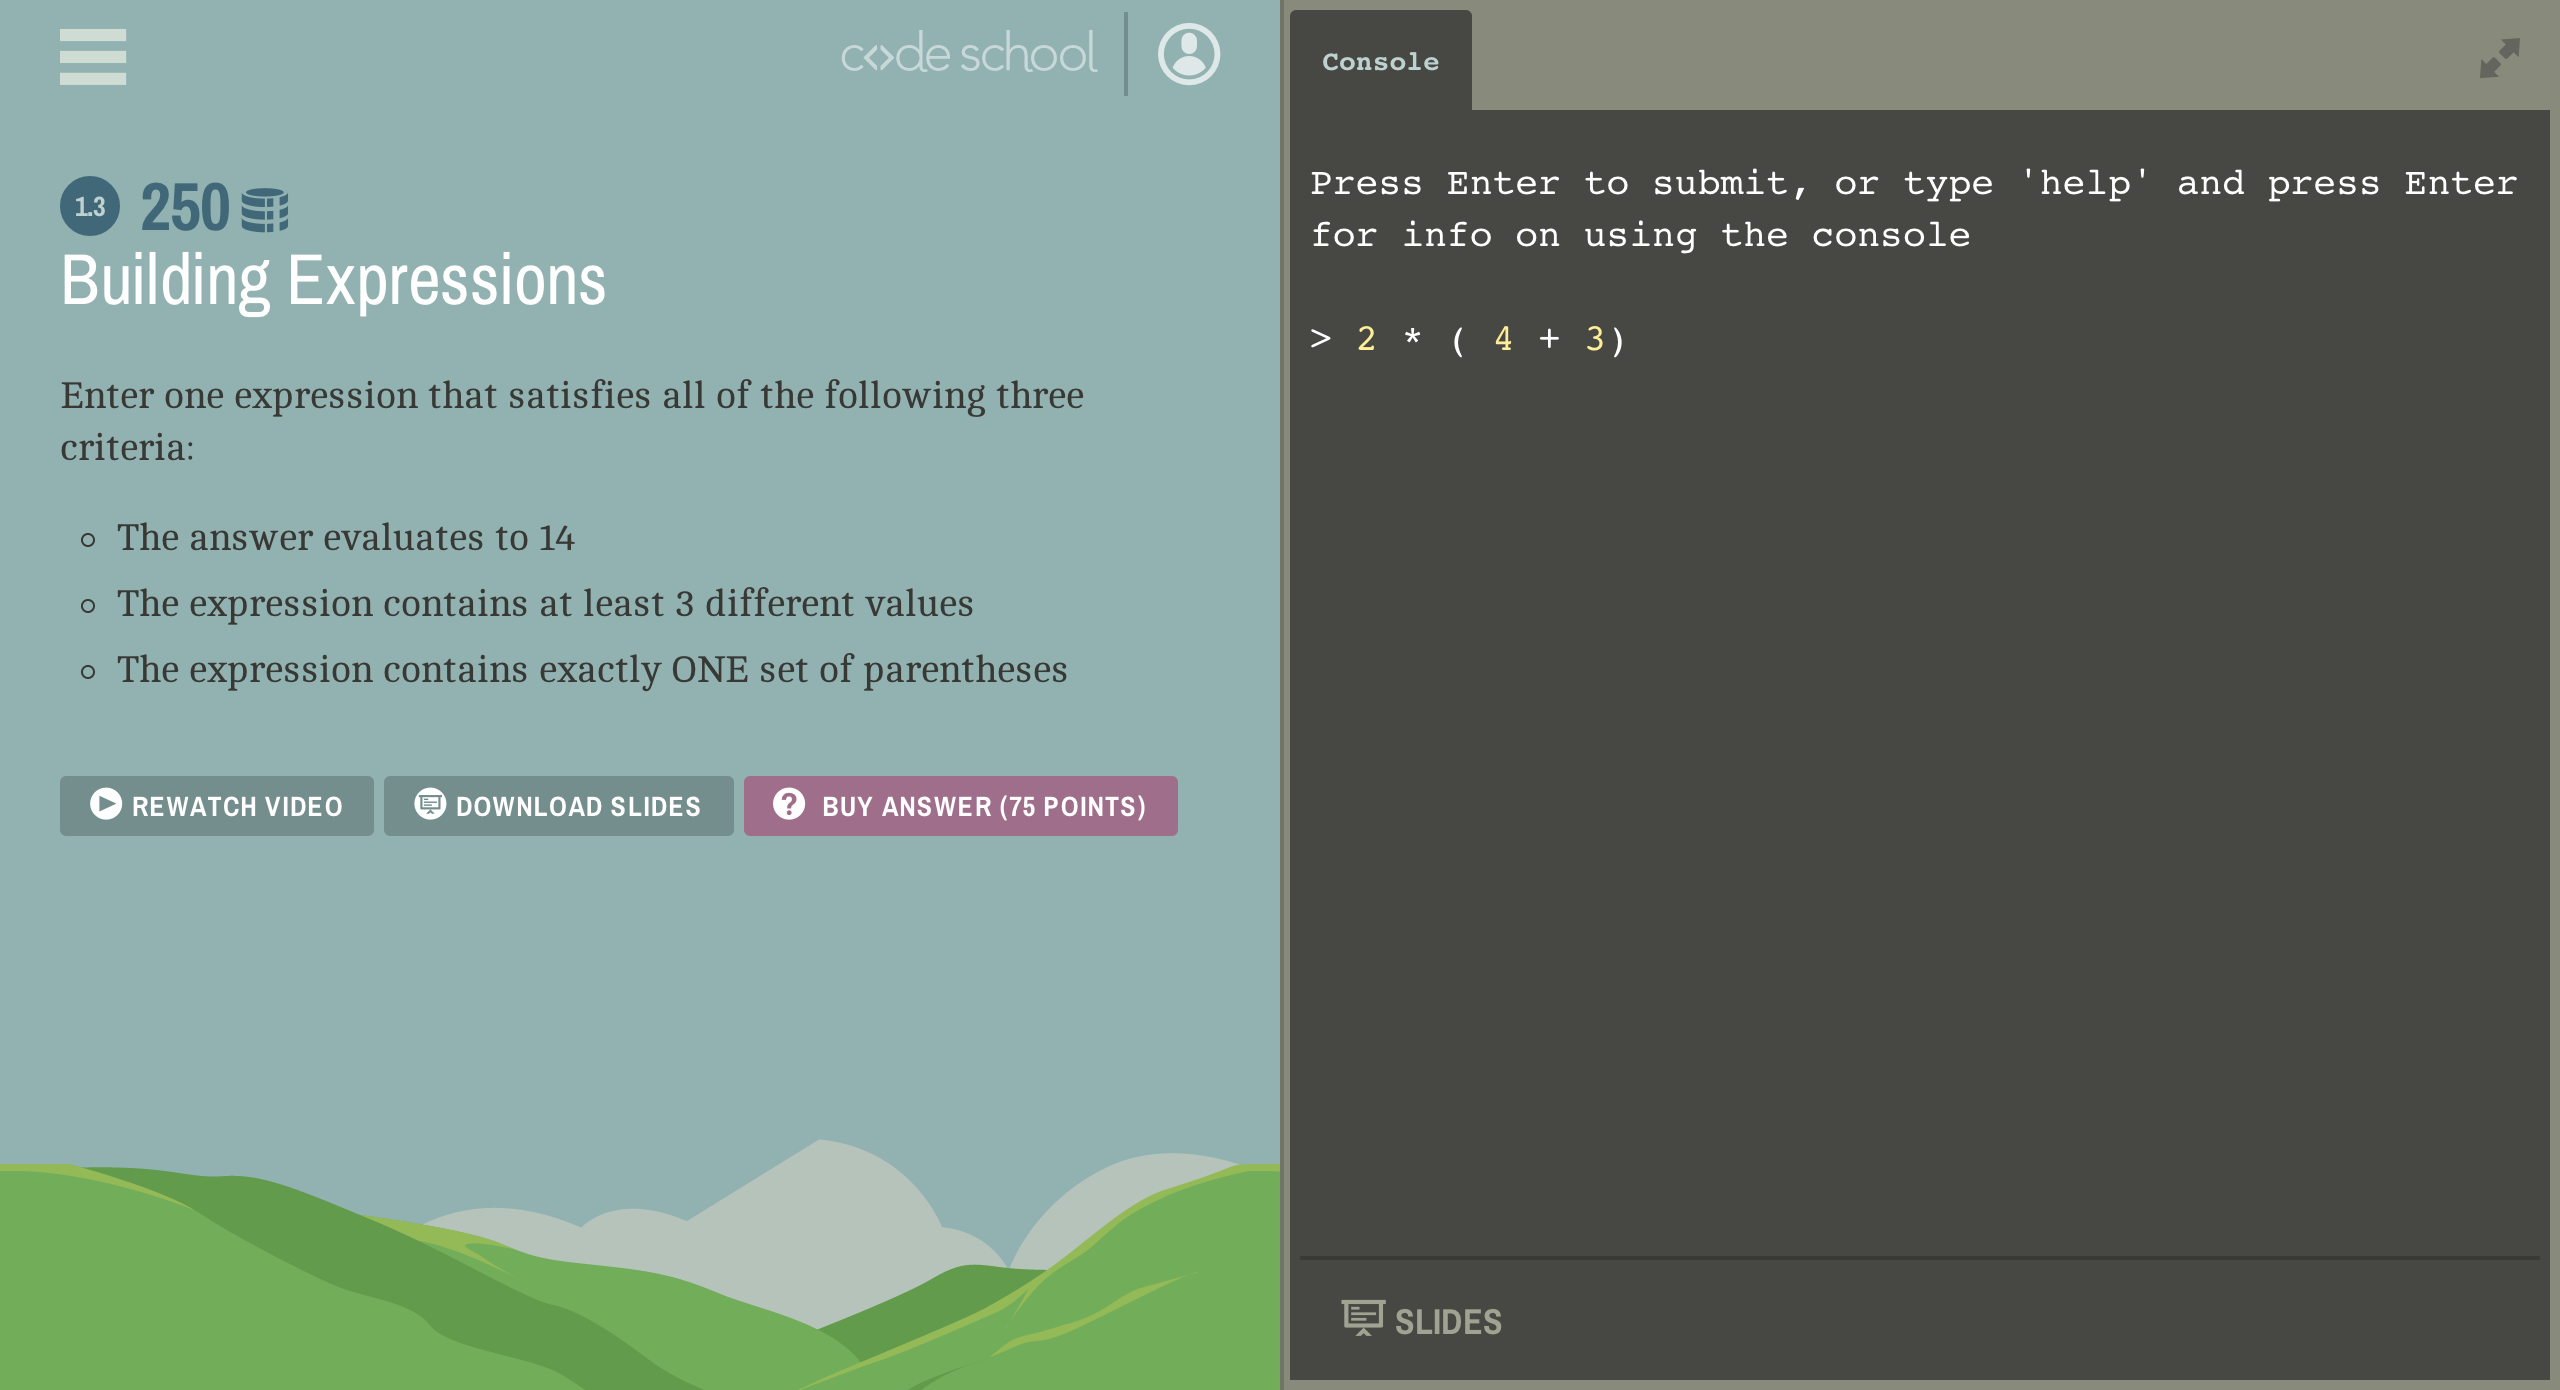 code school
1.3 250
Building Expressions
Enter one expression that satisfies all of the following three
criteria:
The answer evaluates to 14
The expression contains at least 3 different values
The expression contains exactly ONE set of parentheses
REWATCH VIDEO
DOWNLOAD SLIDES
BUY ANSWER (75 POINTS)
Console
Press Enter to submit, or type 'help' and press Enter
for info on using the console
> 2 * ( 4 + 3)
SLIDES